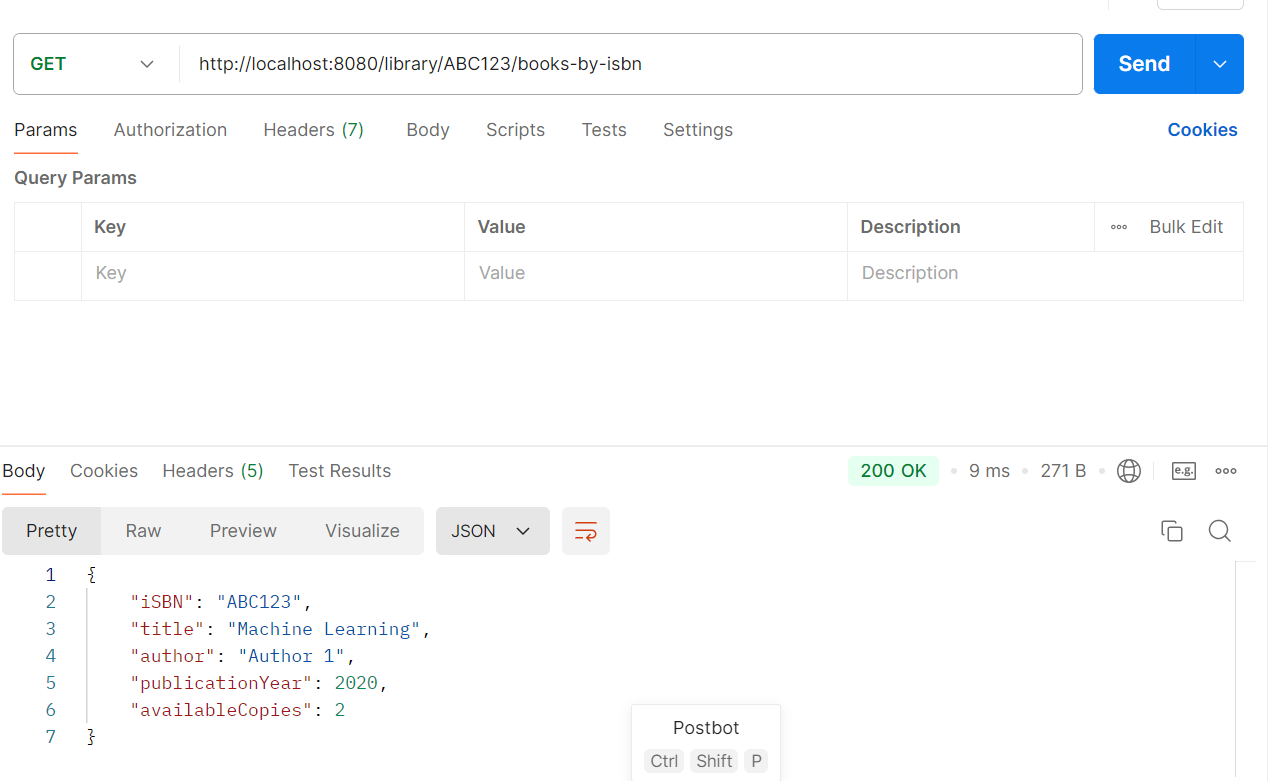 GET http://localhost:8080/library/ABC123/books-by-isbn Send
Params Authorization Headers (7) Body Scripts Tests Settings Cookies
Query Params
Key Value Description Bulk Edit
Key Value Description
Body Cookies Headers (5) Test Results 200 OK 9 ms 271 B e.g.
Pretty Raw Preview Visualize JSON
1 {
2 "iSBN": "ABC123",
3 "title": "Machine Learning",
4 "author": "Author 1",
5 "publicationYear": 2020,
6 "availableCopies": 2
7 }
Postbot
Ctrl Shift P